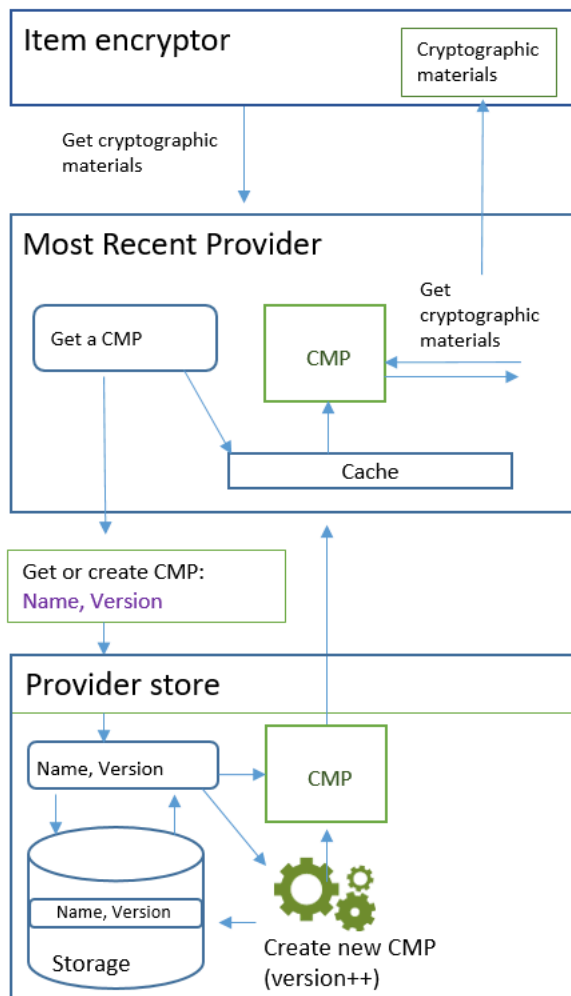 Item encryptor
Cryptographic
materials
Get cryptographic
materials
Most Recent Provider
Get
cryptographic
materials
Get a CMP
CMP
Cache
Get or create CMP:
Name, Version
Provider store
Name, Version
CMP
Name, Version
Storage
Create new CMP
(version++)